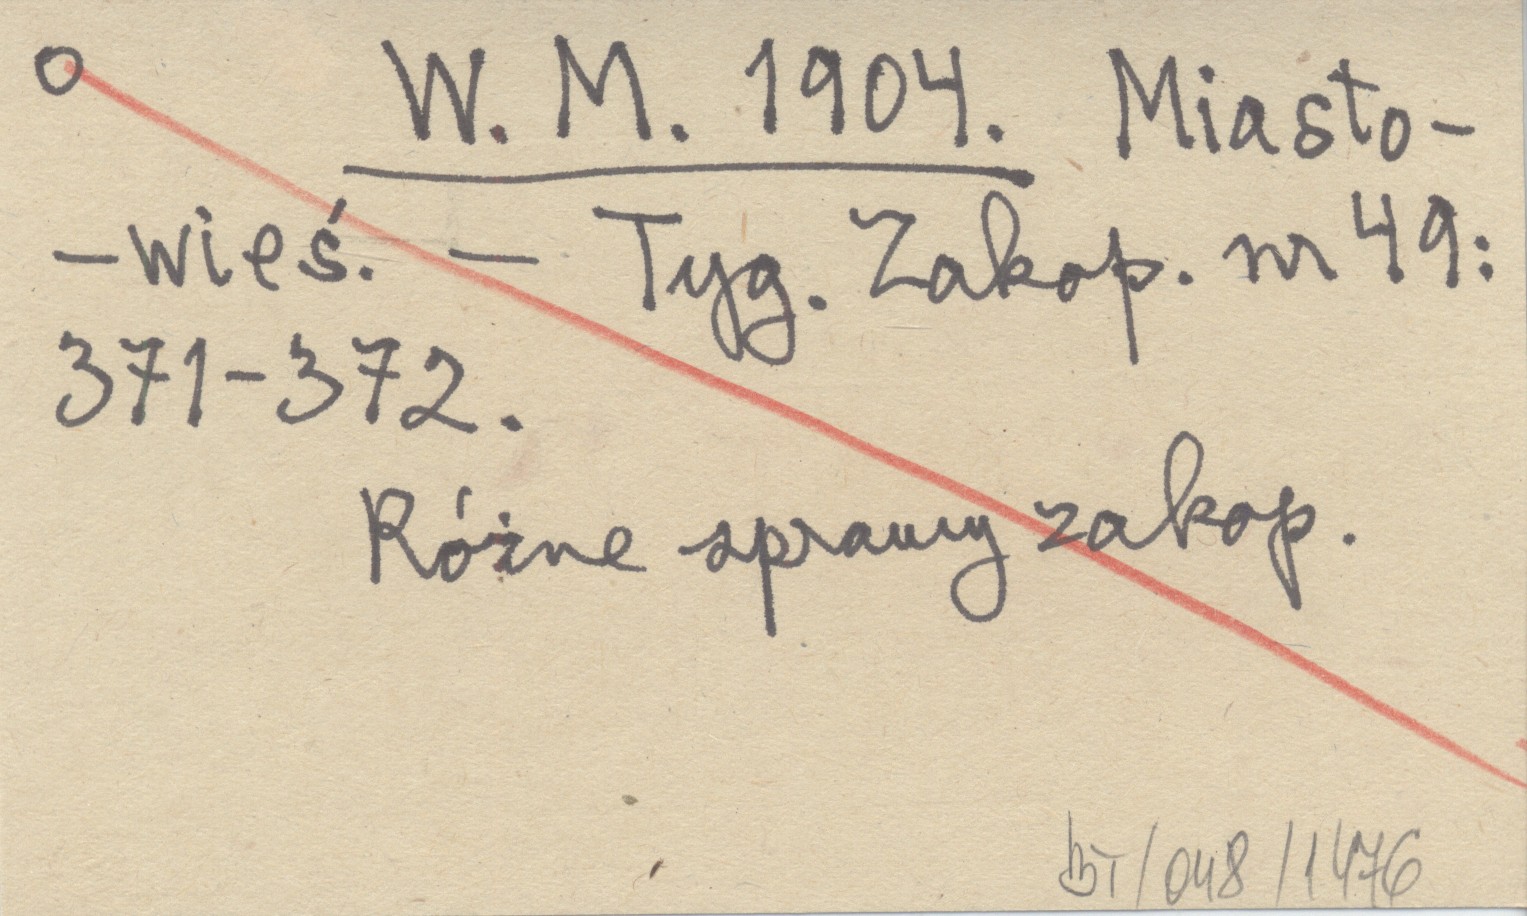 o W. M. 1904. Miasto-
-wieś. - Tyg. Zakop. nr 49:
371-372.
Różne sprawy zakop.
BT/048/1476